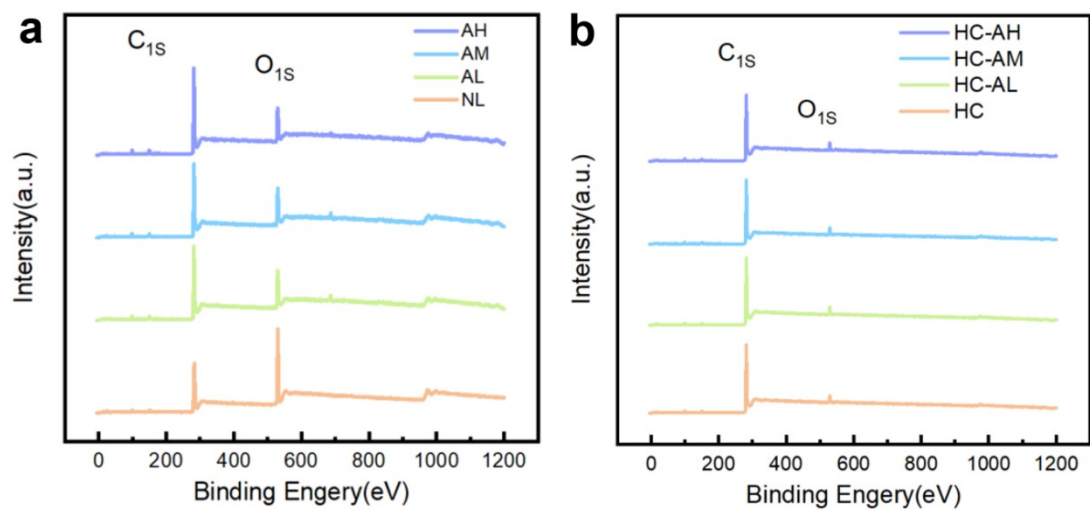 a
C1S
O1S
AH
AM
AL
NL
Intensity(a.u.)
0 200 400 600 800 1000 1200
Binding Engery(eV)
b
C1S
O1S
HC-AH
HC-AM
HC-AL
HC
Intensity(a.u.)
0 200 400 600 800 1000 1200
Binding Engery(eV)